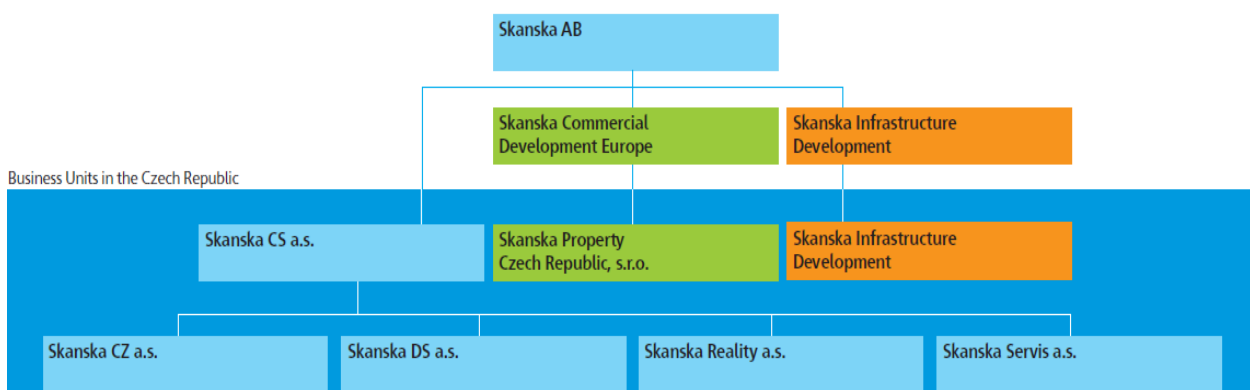 Skanska AB
Skanska Commercial
Development Europe
Skanska Infrastructure
Development
Business Units in the Czech Republic
Skanska CS a.s.
Skanska Property
Czech Republic, s.r.o.
Skanska Infrastructure
Development
Skanska CZ a.s.
Skanska DS a.s.
Skanska Reality a.s.
Skanska Servis a.s.